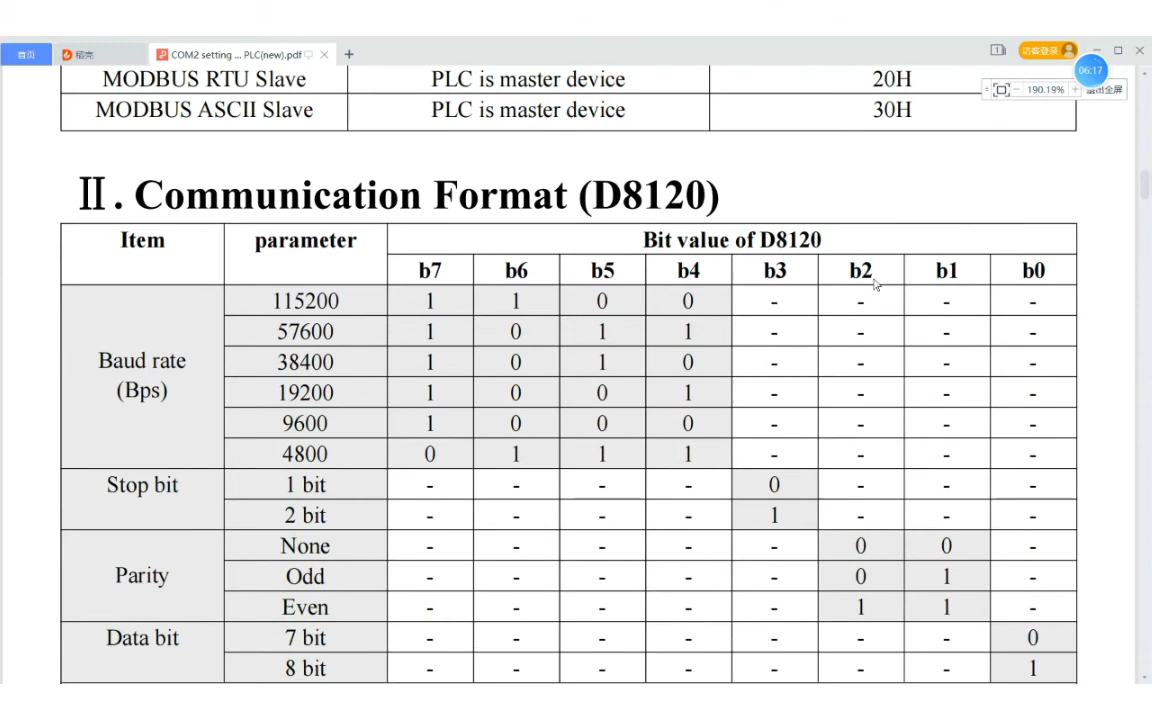 首页 稻壳 COM2 setting ... PLC(new).pdf
访客登录
06:17
190.19%
MODBUS RTU Slave PLC is master device 20H
MODBUS ASCII Slave PLC is master device 30H
Ⅱ. Communication Format (D8120)
Item parameter Bit value of D8120
b7 b6 b5 b4 b3 b2 b1 b0
Baud rate (Bps)
115200 1 1 0 0 - - - -
57600 1 0 1 1 - - - -
38400 1 0 1 0 - - - -
19200 1 0 0 1 - - - -
9600 1 0 0 0 - - - -
4800 0 1 1 1 - - - -
Stop bit 1 bit - - - - 0 - - -
2 bit - - - - 1 - - -
Parity
None - - - - - 0 0 -
Odd - - - - - 0 1 -
Even - - - - - 1 1 -
Data bit 7 bit - - - - - - - 0
8 bit - - - - - - - 1